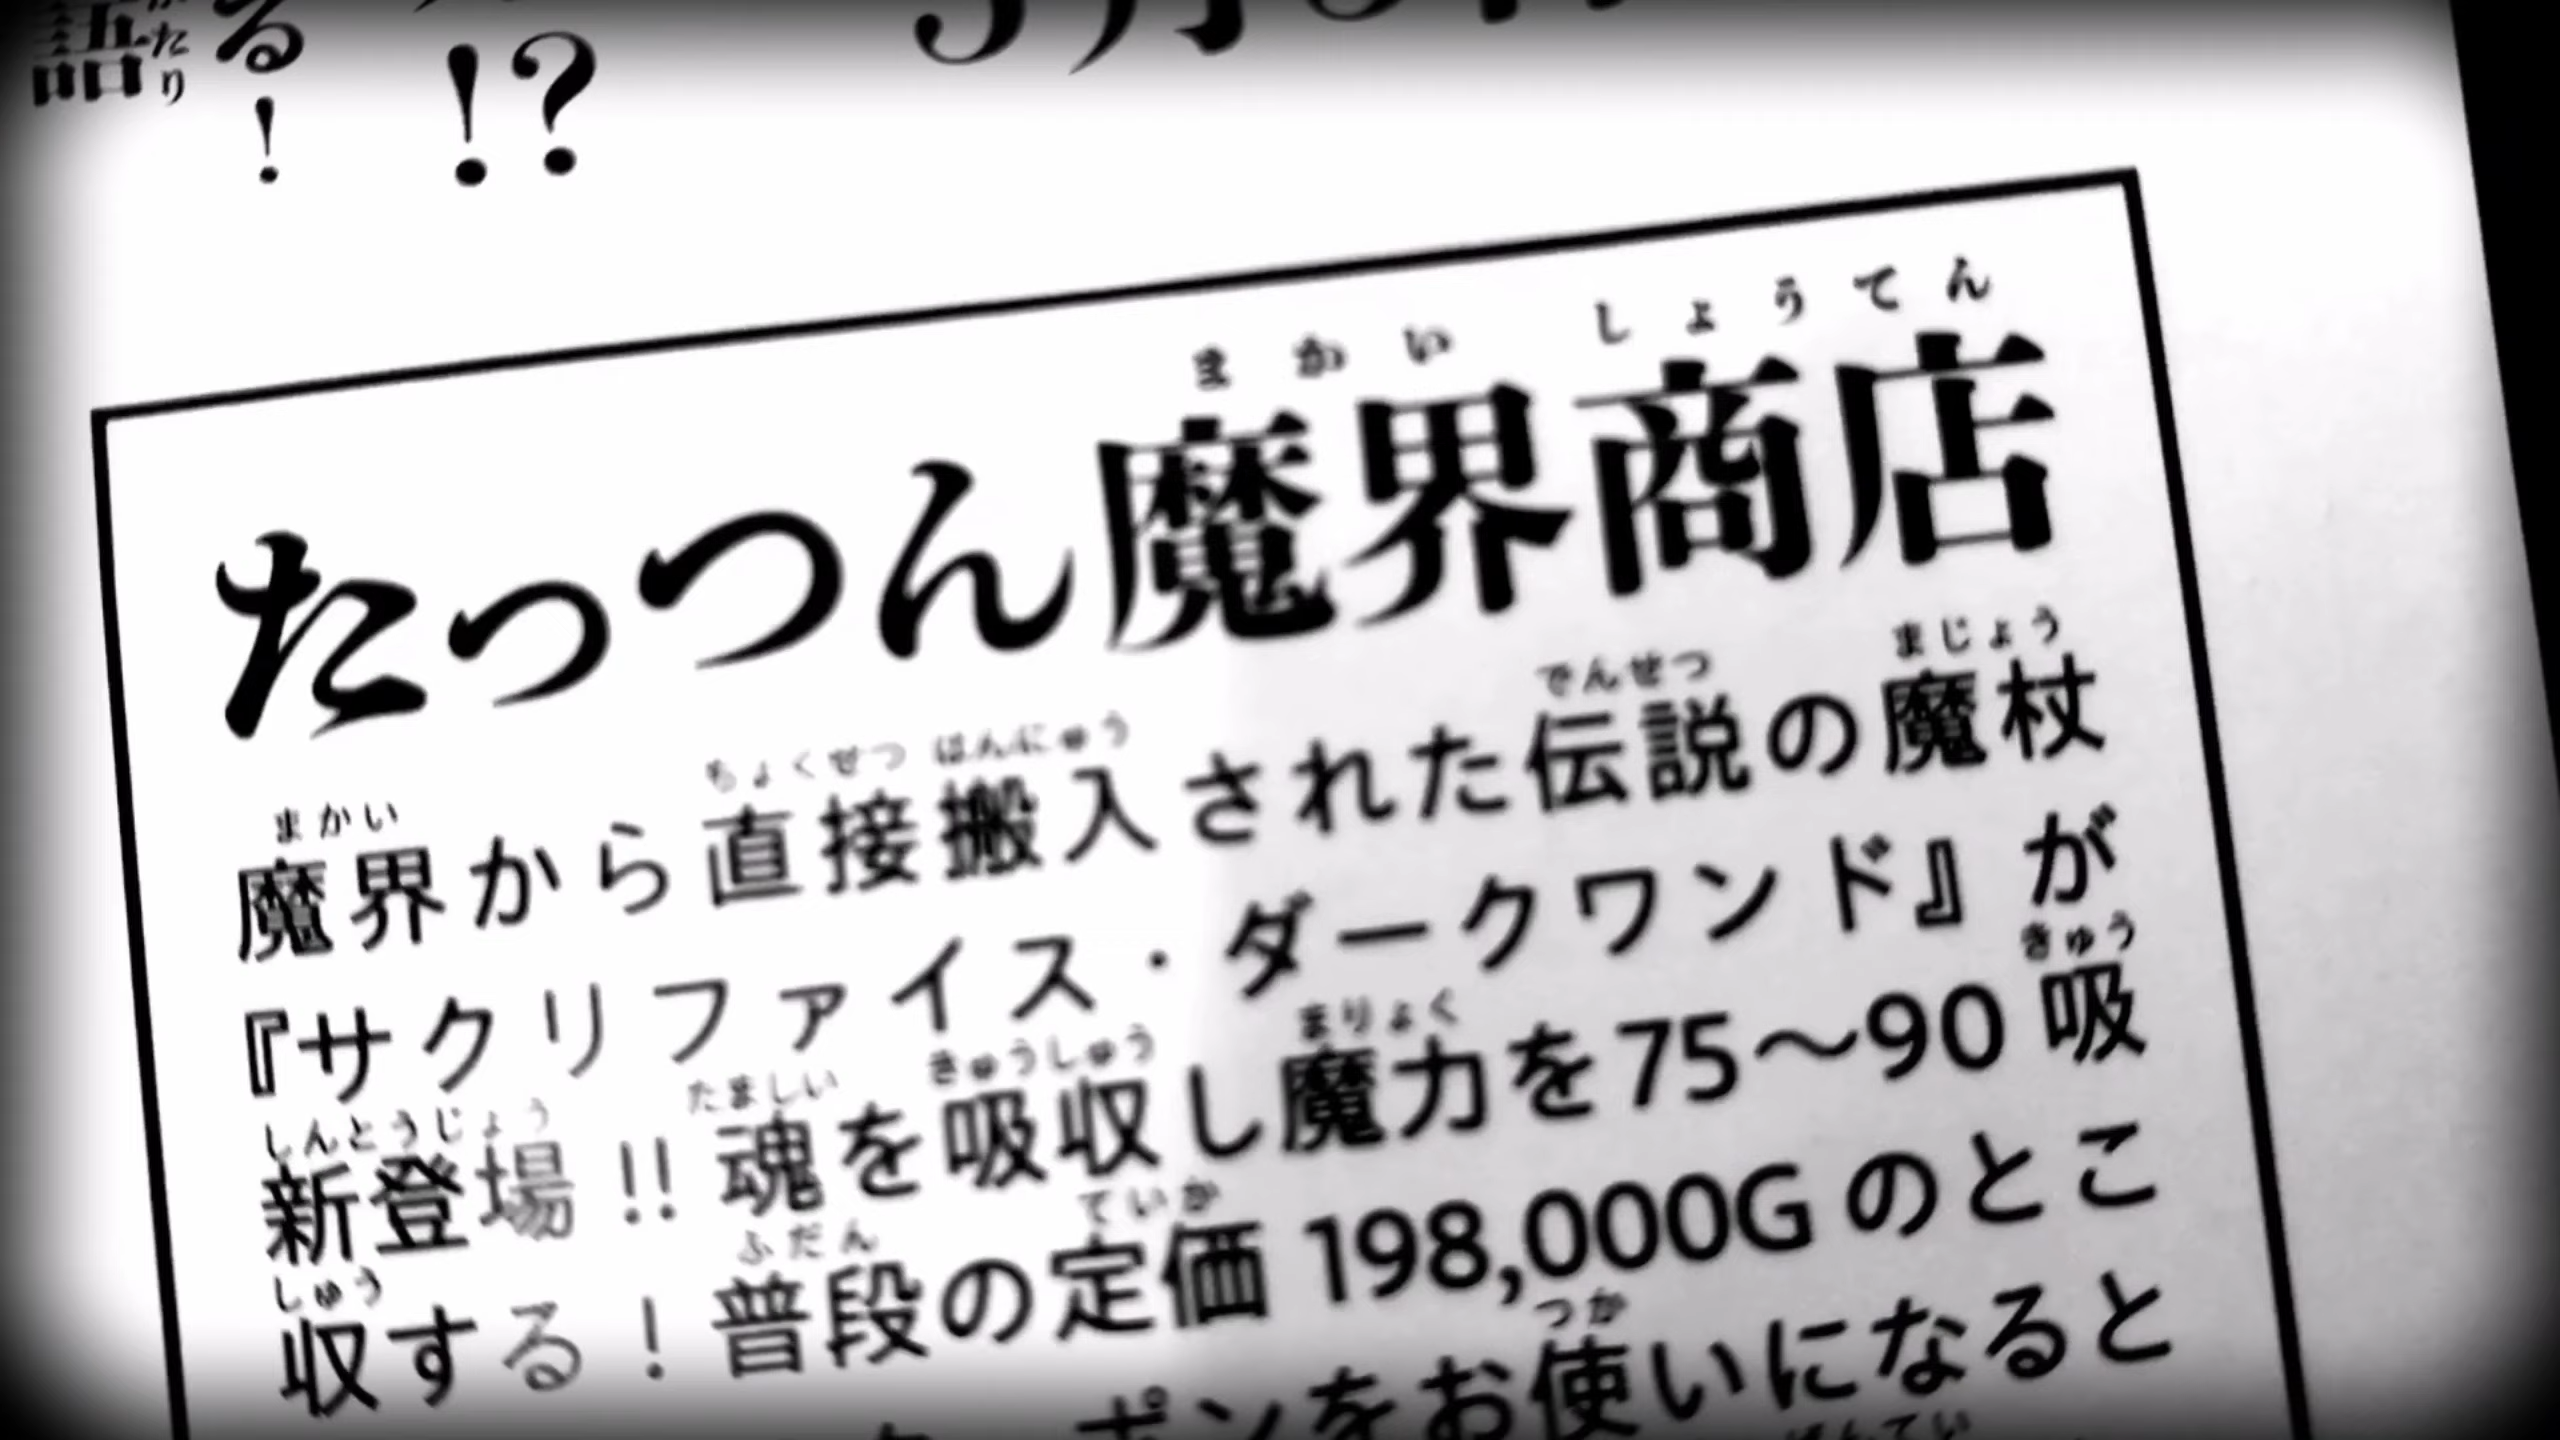 語
る！
!?
たっつん魔界商店
魔界から直接搬入された伝説の魔杖
『サクリファイス・ダークワンド』が
新登場!!魂を吸収し魔力を75～90吸
収する！普段の定価198,000Gのとこ
ーポンをお使いになると